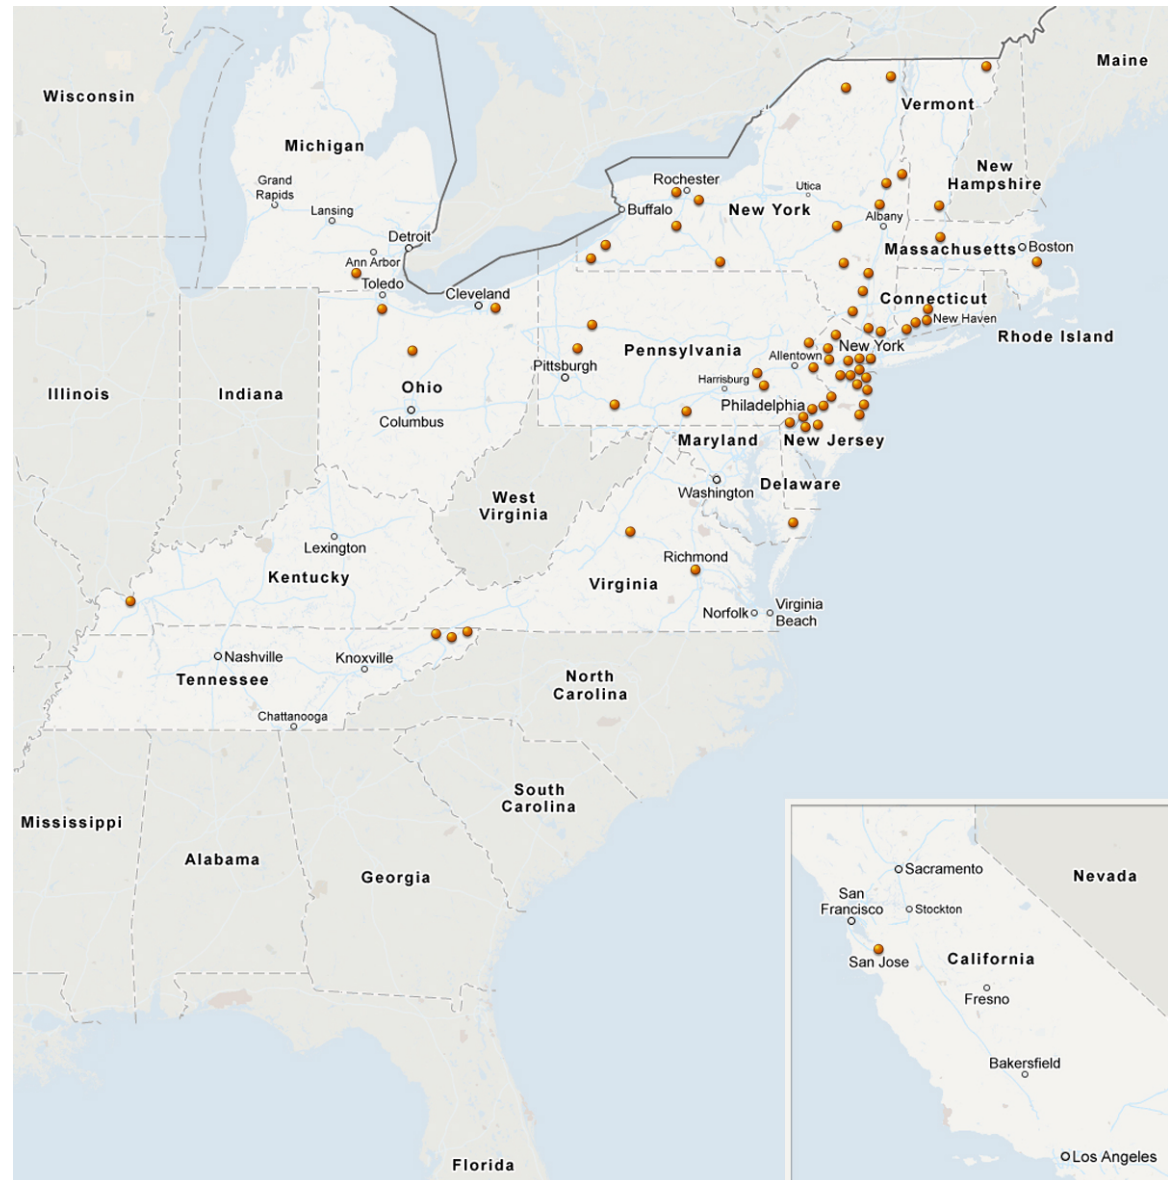 Maine
Wisconsin
Vermont
Michigan
New
Hampshire
Grand
Rapids
Rochester
Utica
Lansing
Buffalo
New York
Albany
Detroit
Massachusetts
Boston
Ann Arbor
Toledo
Cleveland
Connecticut
New Haven
Rhode Island
New York
Pennsylvania
Allentown
Pittsburgh
Harrisburg
Illinois
Indiana
Ohio
Philadelphia
Columbus
Maryland
New Jersey
Washington
Delaware
West
Virginia
Lexington
Richmond
Kentucky
Virginia
Norfolk
Virginia
Beach
Nashville
Knoxville
Tennessee
North
Carolina
Chattanooga
South
Carolina
Mississippi
Alabama
Georgia
Sacramento
Nevada
San
Francisco
Stockton
San Jose
California
Fresno
Bakersfield
Florida
Los Angeles